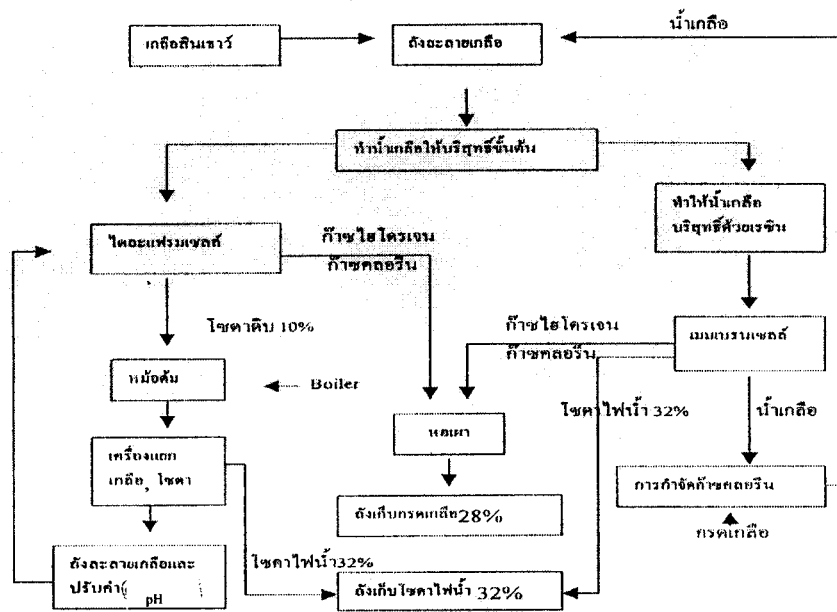 น้ำเกลือ
เกลือสินเธาว์
ถังละลายเกลือ
ทำน้ำเกลือให้บริสุทธิ์ขั้นต้น
ทำให้น้ำเกลือ
บริสุทธิ์ด้วยเรซิน
ไดอะแฟรมเซลล์
ก๊าซไฮโดรเจน
ก๊าซคลอรีน
โซดาดิบ 10%
ก๊าซไฮโดรเจน
ก๊าซคลอรีน
เมมเบรนเซลล์
หม้อต้ม
Boiler
โซดาไฟน้ำ 32%
น้ำเกลือ
หอเผา
เครื่องแยก
เกลือ, โซดา
การกำจัดก๊าซคลอรีน
ถังเก็บกรดเกลือ 28%
กรดเกลือ
ถังละลายเกลือและ
ปรับค่า(
pH
โซดาไฟน้ำ32%
ถังเก็บโซดาไฟน้ำ 32%